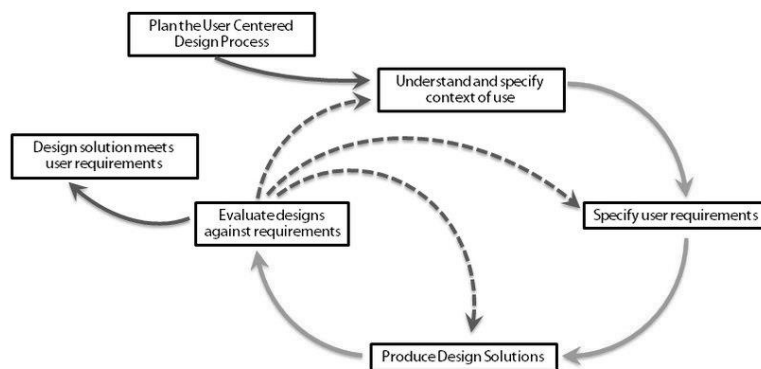 Plan the User Centered
Design Process
Understand and specify
context of use
Design solution meets
user requirements
Evaluate designs
against requirements
Specify user requirements
Produce Design Solutions